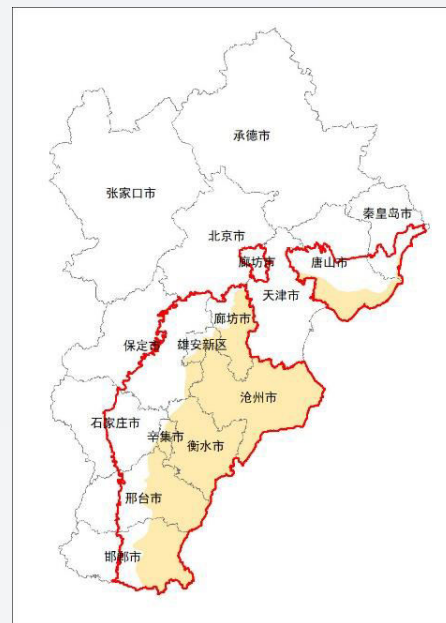 承德市
张家口市
秦皇岛市
北京市
廊坊市
唐山市
天津市
廊坊市
保定市
雄安新区
沧州市
石家庄市
辛集市
衡水市
邢台市
邯郸市